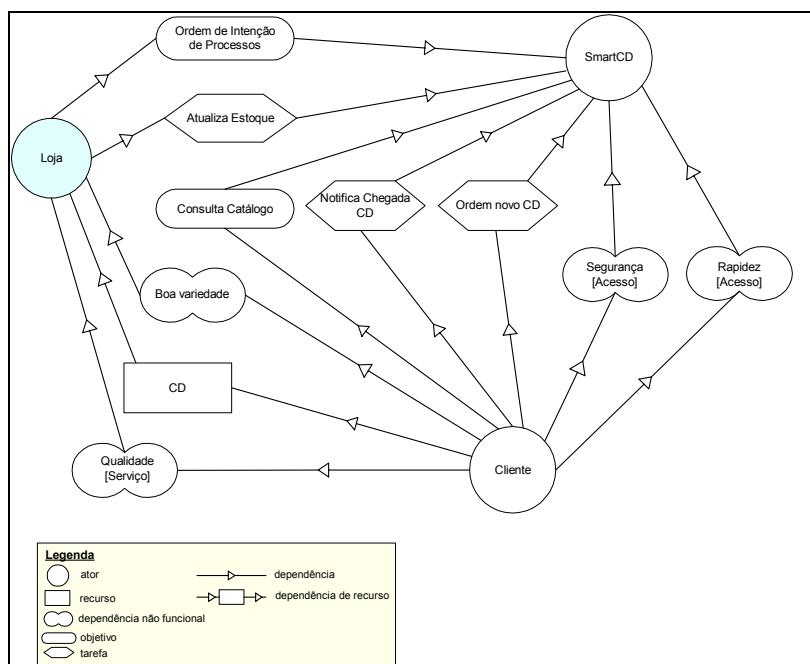 Ordem de Intenção
de Processos
SmartCD
Atualiza Estoque
Loja
Consulta Catálogo
Notifica Chegada
CD
Ordem novo CD
Segurança
[Acesso]
Rapidez
[Acesso]
Boa variedade
CD
Qualidade
[Serviço]
Cliente
Legenda
ator
dependência
recurso
dependência de recurso
dependência não funcional
objetivo
tarefa